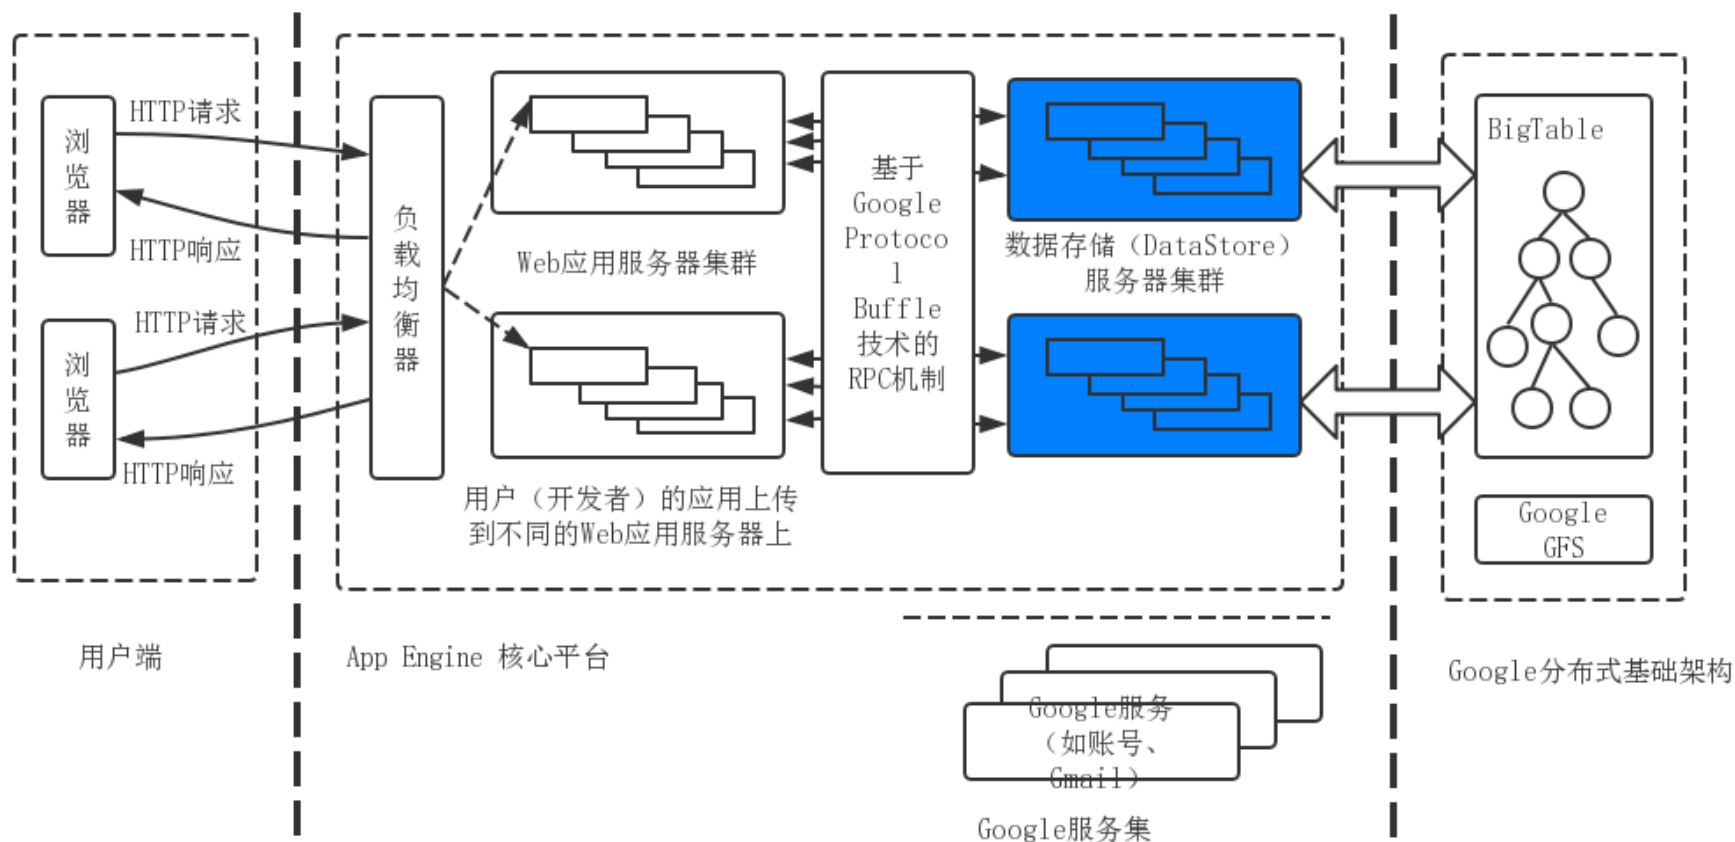 浏
览
器
HTTP请求
HTTP响应
浏
览
器
HTTP请求
HTTP响应
用户端
负
载
均
衡
器
Web应用服务器集群
用户（开发者）的应用上传
到不同的Web应用服务器上
基于
Google
Protoco
l
Buffle
技术的
RPC机制
数据存储（DataStore）
服务器集群
App Engine 核心平台
Google服务
（如账号、
Gmail）
Google服务集
BigTable
Google
GFS
Google分布式基础架构